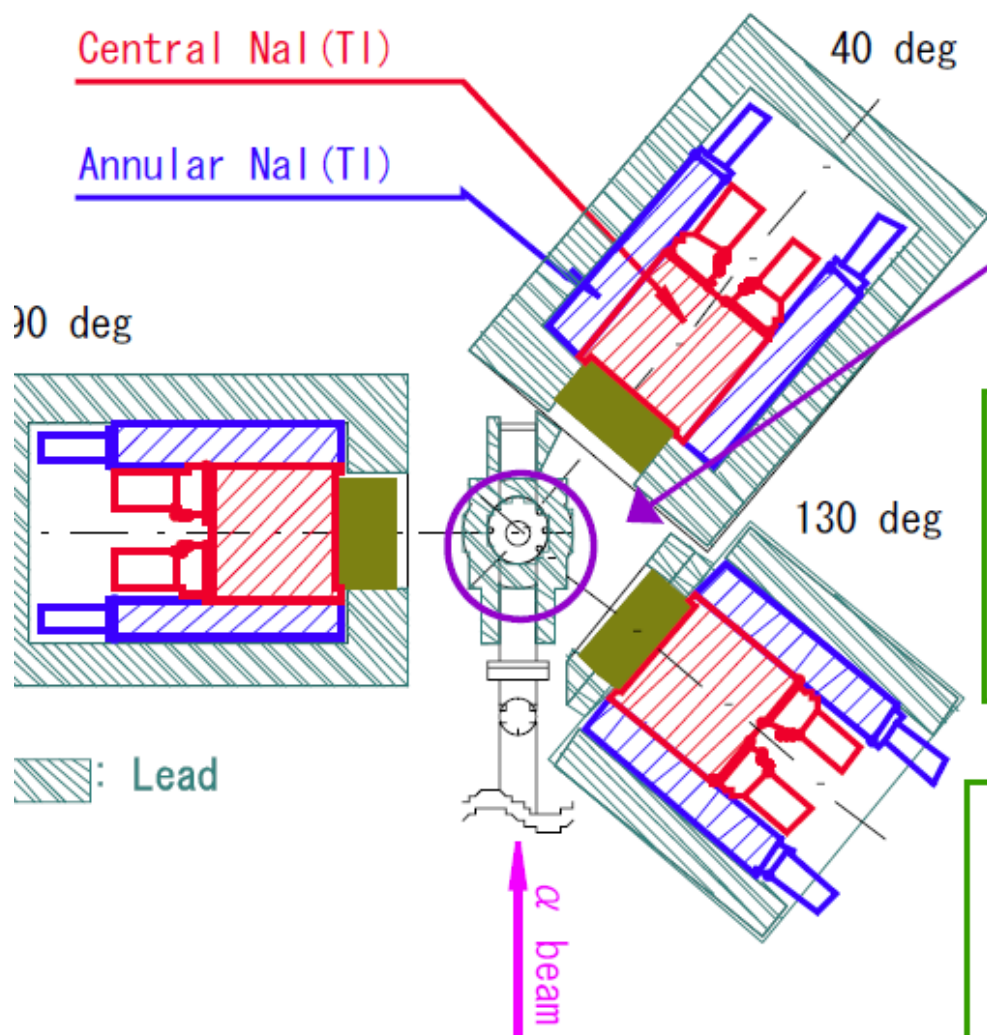 Central NaI(Tl)
40 deg
Annular NaI(Tl)
90 deg
130 deg
: Lead
α beam